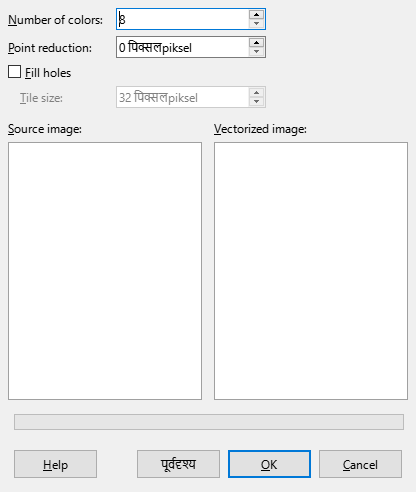 Number of colors: 8
Point reduction: 0 पिक्सलpiksel
Fill holes
Tile size: 32 पिक्सलpiksel
Source image: Vectorized image:
Help पूर्वदृश्य OK Cancel